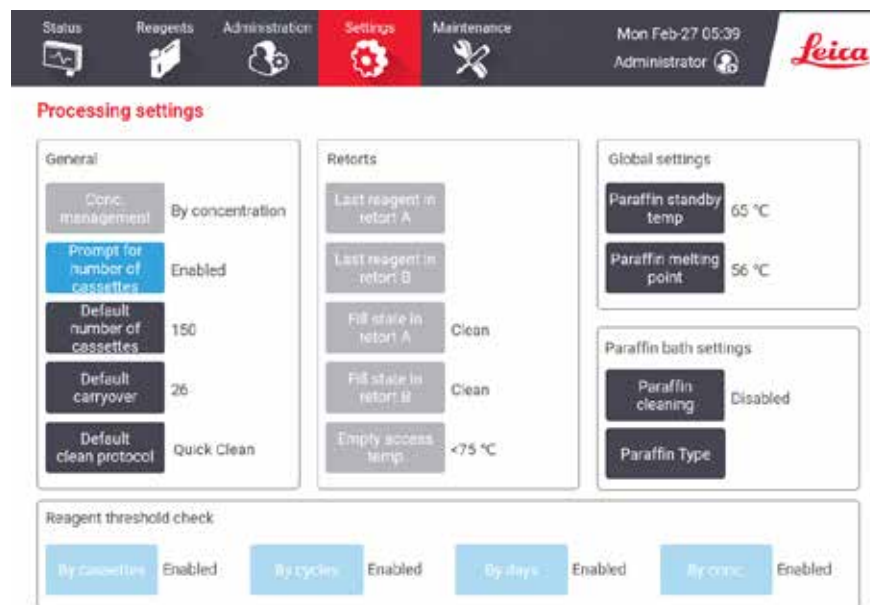 Status Reagents Administration Settings Maintenance
Mon Feb-27 05:39
Administrator
Leica
Processing settings
General
Conc.
management
By concentration
Prompt for
number of
cassettes
Enabled
Default
number of
cassettes
150
Default
carryover
26
Default
clean protocol
Quick Clean
Retorts
Last reagent in
retort A
Last reagent in
retort B
Fill state in
retort A
Clean
Fill state in
retort B
Clean
Empty access
temp
<75 °C
Global settings
Paraffin standby
temp
65 °C
Paraffin melting
point
56 °C
Paraffin bath settings
Paraffin
cleaning
Disabled
Paraffin Type
Reagent threshold check
By cassettes Enabled By cycles Enabled By days Enabled By conc. Enabled